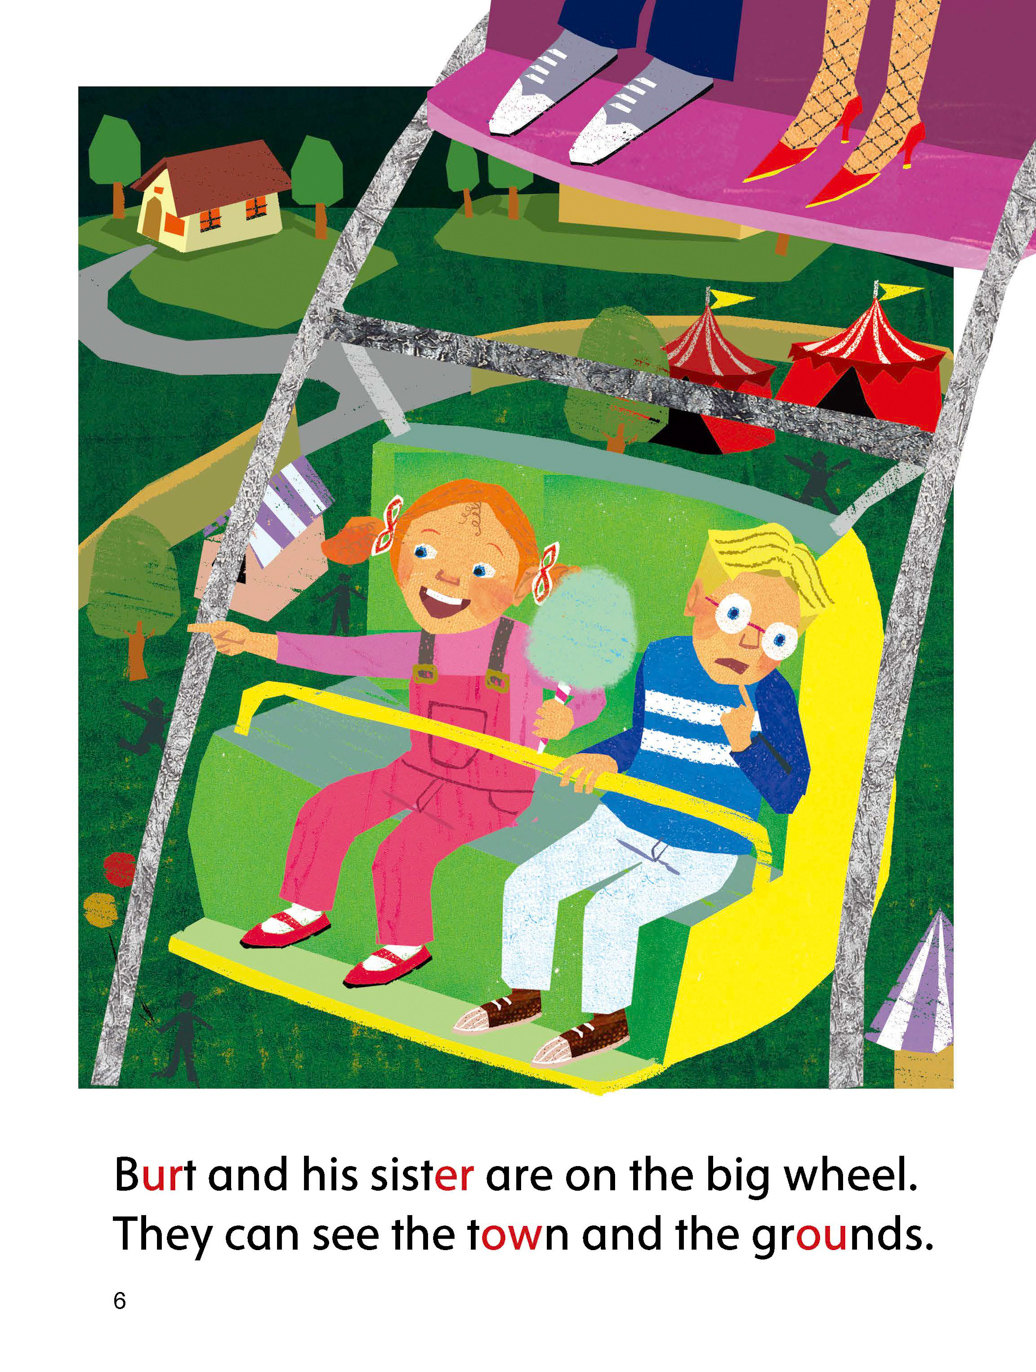 Burt and his sister are on the big wheel.
They can see the town and the grounds.
6